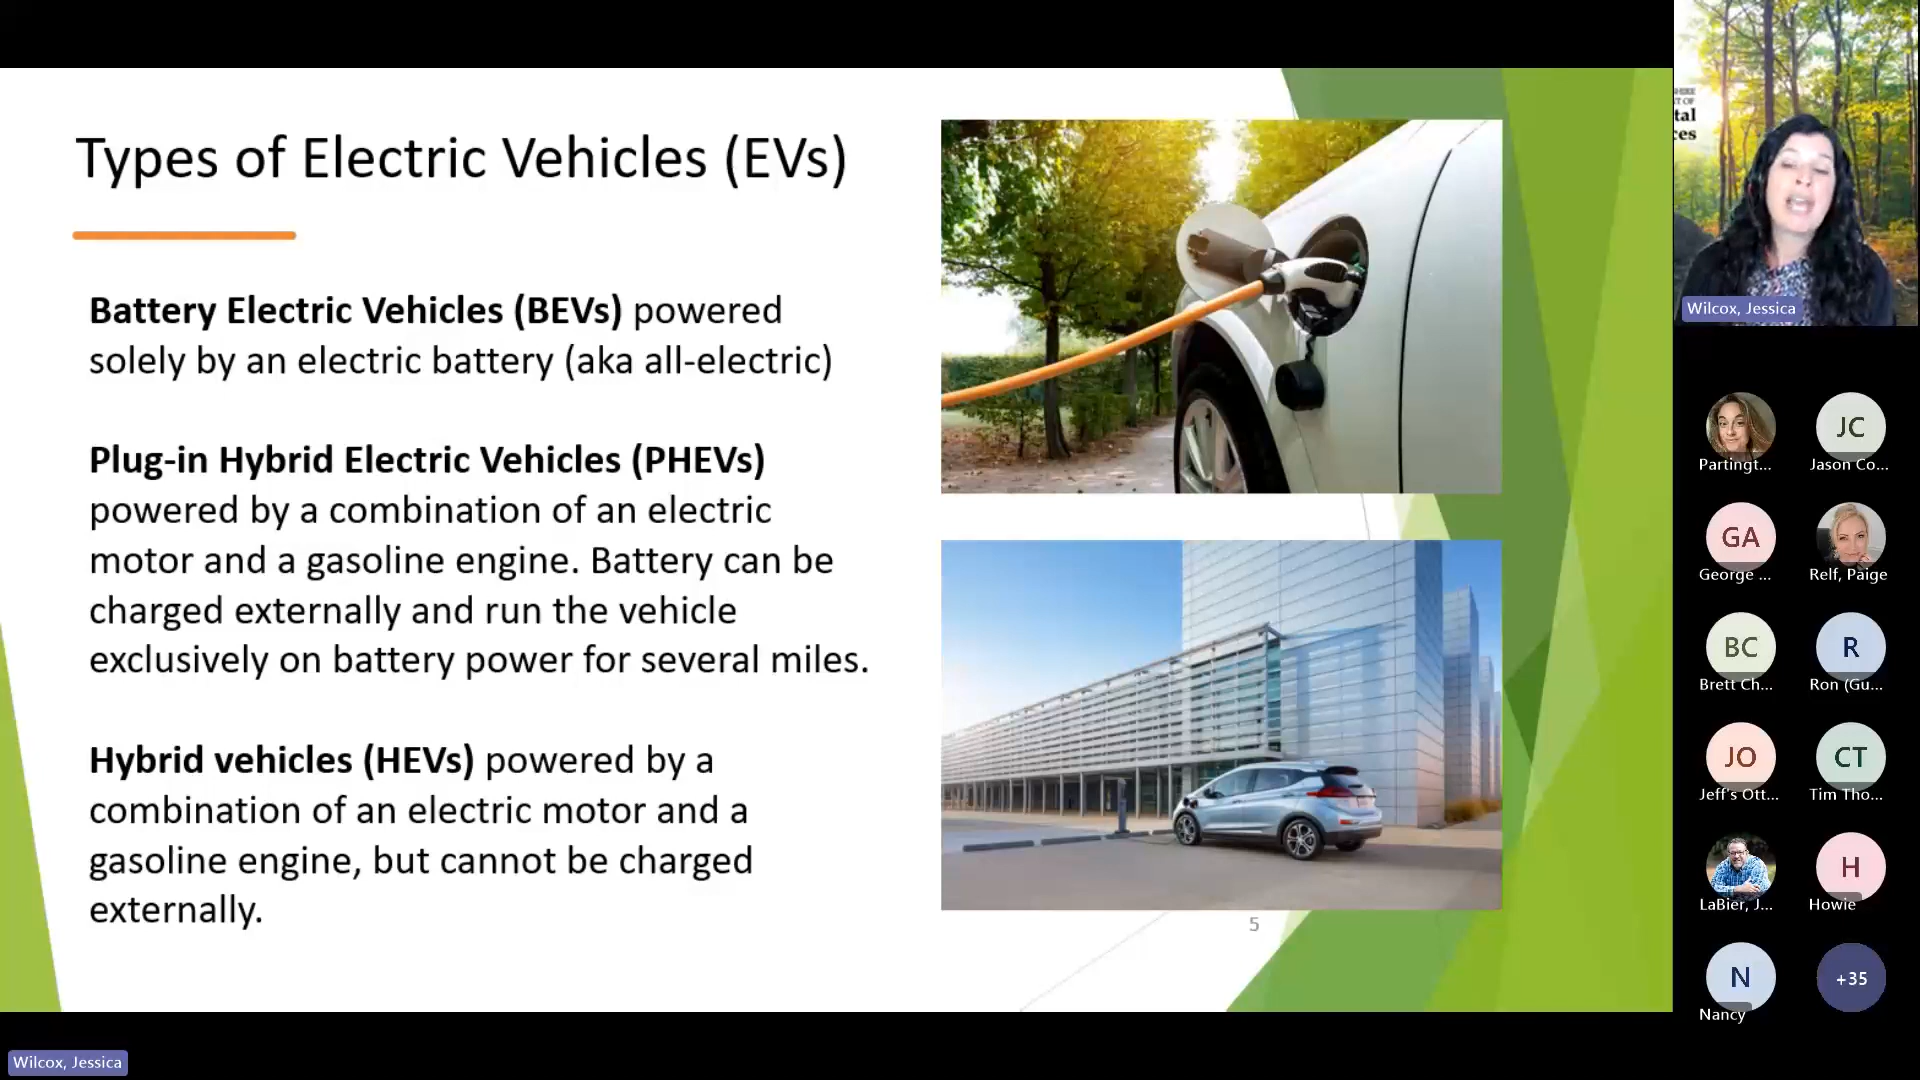 Types of Electric Vehicles (EVs)
Battery Electric Vehicles (BEVs) powered
solely by an electric battery (aka all-electric)
Plug-in Hybrid Electric Vehicles (PHEVs)
powered by a combination of an electric
motor and a gasoline engine. Battery can be
charged externally and run the vehicle
exclusively on battery power for several miles.
Hybrid vehicles (HEVs) powered by a
combination of an electric motor and a
gasoline engine, but cannot be charged
externally.
5
Wilcox, Jessica
Partingt...
JC
Jason Co...
GA
George ...
Relf, Paige
BC
Brett Ch...
R
Ron (Gu...
JO
Jeff's Ott...
CT
Tim Tho...
LaBier, J...
H
Howie
N
Nancy
+35
Wilcox, Jessica